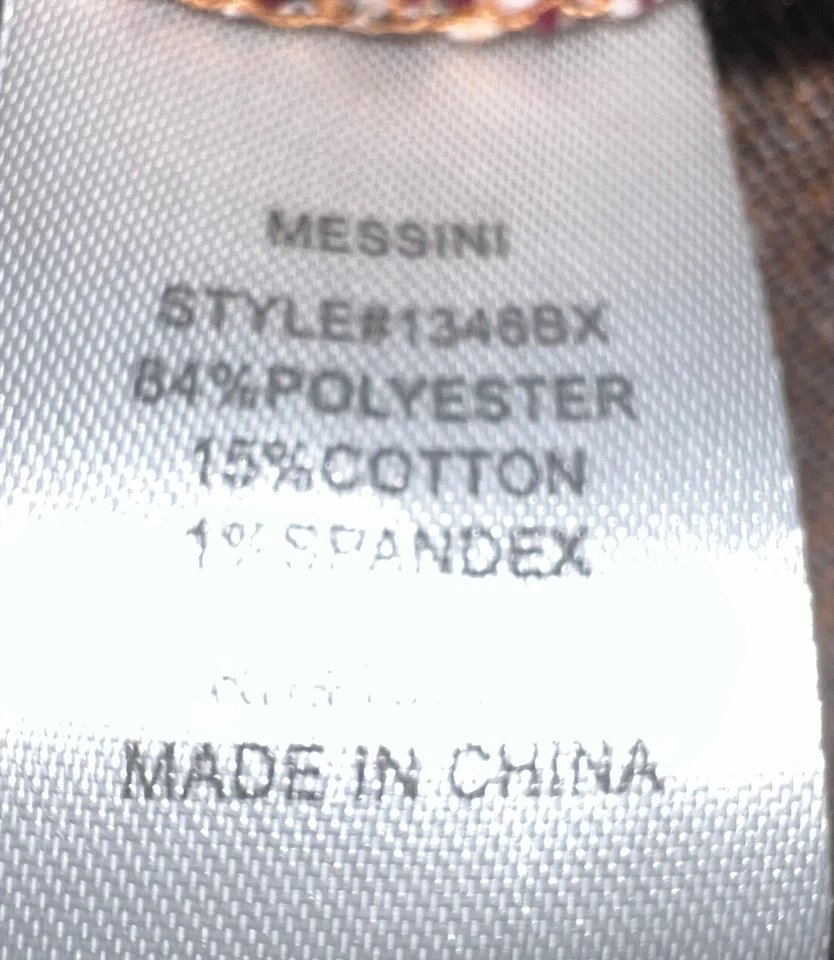 MESSINI
STYLE#1346BX
84%POLYESTER
15%COTTON
1%SPANDEX
MADE IN CHINA